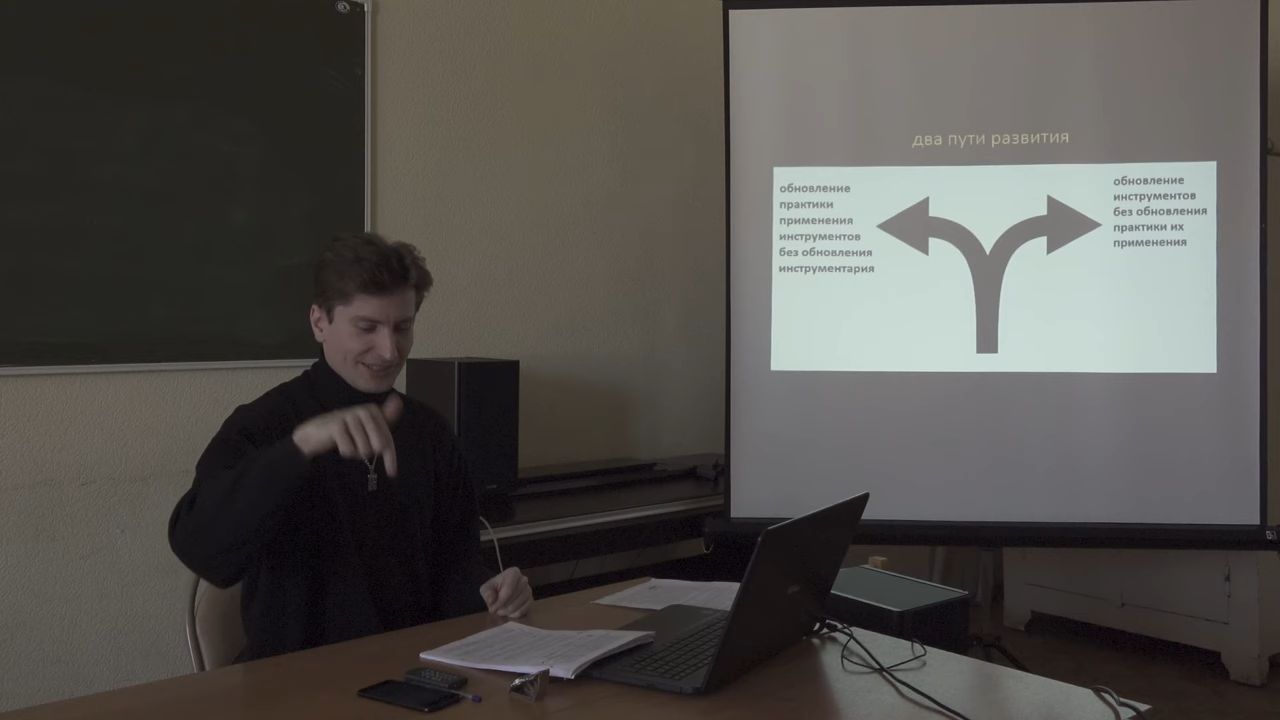 два пути развития
обновление
практики
применения
инструментов
без обновления
инструментария
обновление
инструментов
без обновления
практики их
применения